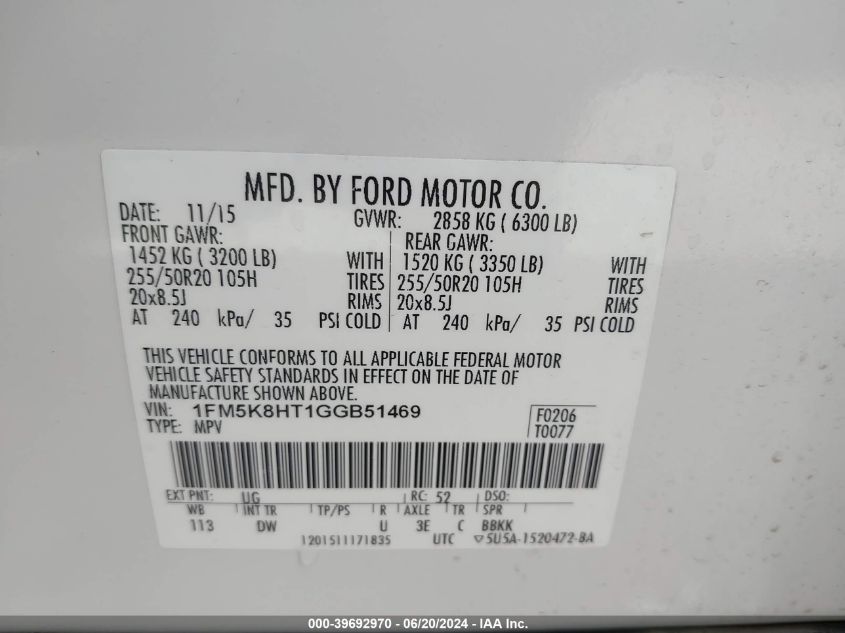 MFD. BY FORD MOTOR CO.
DATE: 11/15 GVWR: 2858 KG ( 6300 LB)
FRONT GAWR: REAR GAWR:
1452 KG ( 3200 LB) WITH 1520 KG ( 3350 LB) WITH
255/50R20 105H TIRES 255/50R20 105H TIRES
20x8.5J RIMS 20x8.5J RIMS
AT 240 kPa/ 35 PSI COLD AT 240 kPa/ 35 PSI COLD
THIS VEHICLE CONFORMS TO ALL APPLICABLE FEDERAL MOTOR
VEHICLE SAFETY STANDARDS IN EFFECT ON THE DATE OF
MANUFACTURE SHOWN ABOVE.
VIN: 1FM5K8HT1GGB51469 F0206
TYPE: MPV T0077
EXT PNT: UG RC: 52 DSO:
WB INT TR TP/PS R AXLE TR SPR
113 DW U 3E C BBKK
1201511171835 UTC ▽5U5A-1520472-BA
000-39692970 - 06/20/2024 - IAA Inc.